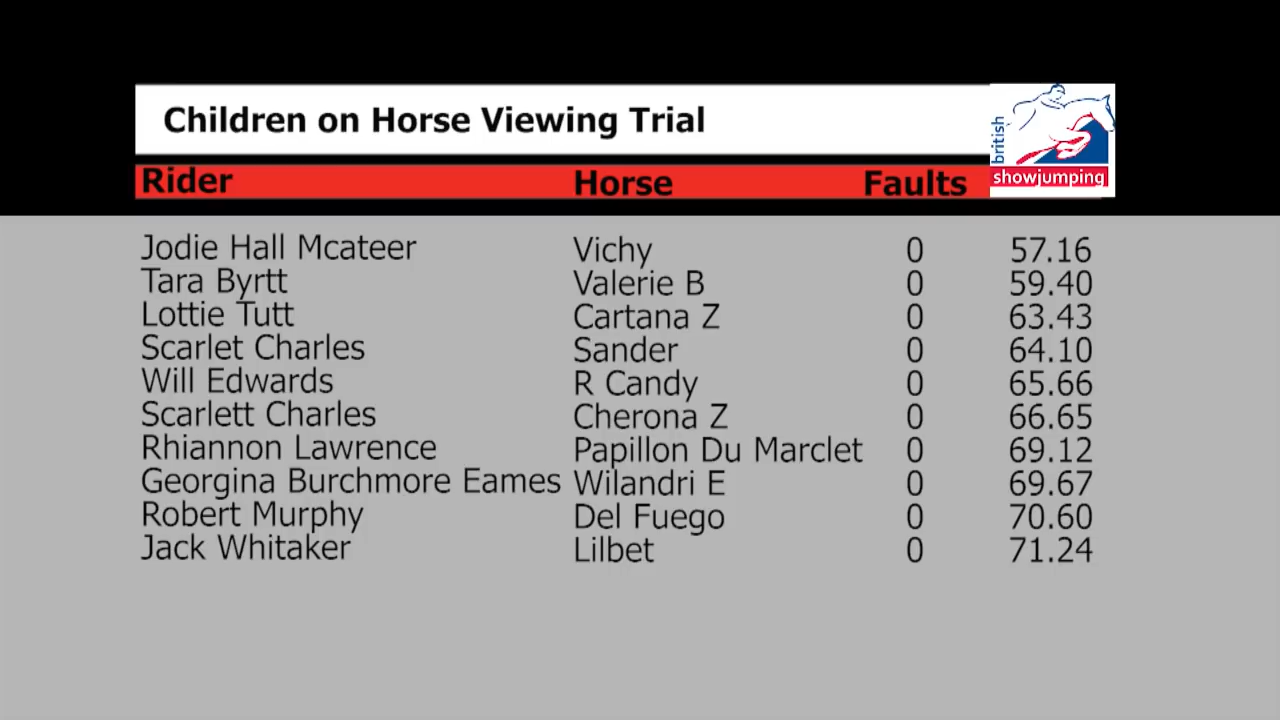 Children on Horse Viewing Trial
british
showjumping
Rider Horse Faults
Jodie Hall Mcateer Vichy 0 57.16
Tara Byrtt Valerie B 0 59.40
Lottie Tutt Cartana Z 0 63.43
Scarlet Charles Sander 0 64.10
Will Edwards R Candy 0 65.66
Scarlett Charles Cherona Z 0 66.65
Rhiannon Lawrence Papillon Du Marclet 0 69.12
Georgina Burchmore Eames Wilandri E 0 69.67
Robert Murphy Del Fuego 0 70.60
Jack Whitaker Lilbet 0 71.24